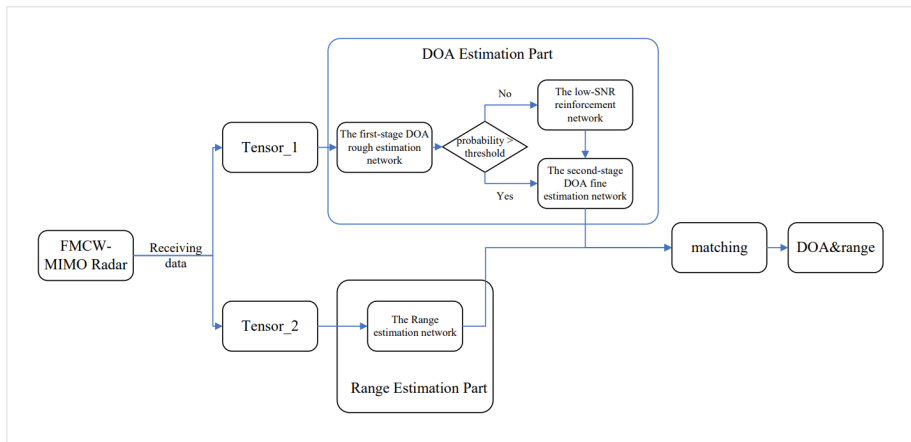 DOA Estimation Part
No
The low-SNR
reinforcement
network
Tensor_1
The first-stage DOA
rough estimation
network
probability >
threshold
The second-stage
DOA fine
estimation network
Yes
FMCW-
MIMO Radar
Receiving
data
matching
DOA&range
Tensor_2
The Range
estimation network
Range Estimation Part